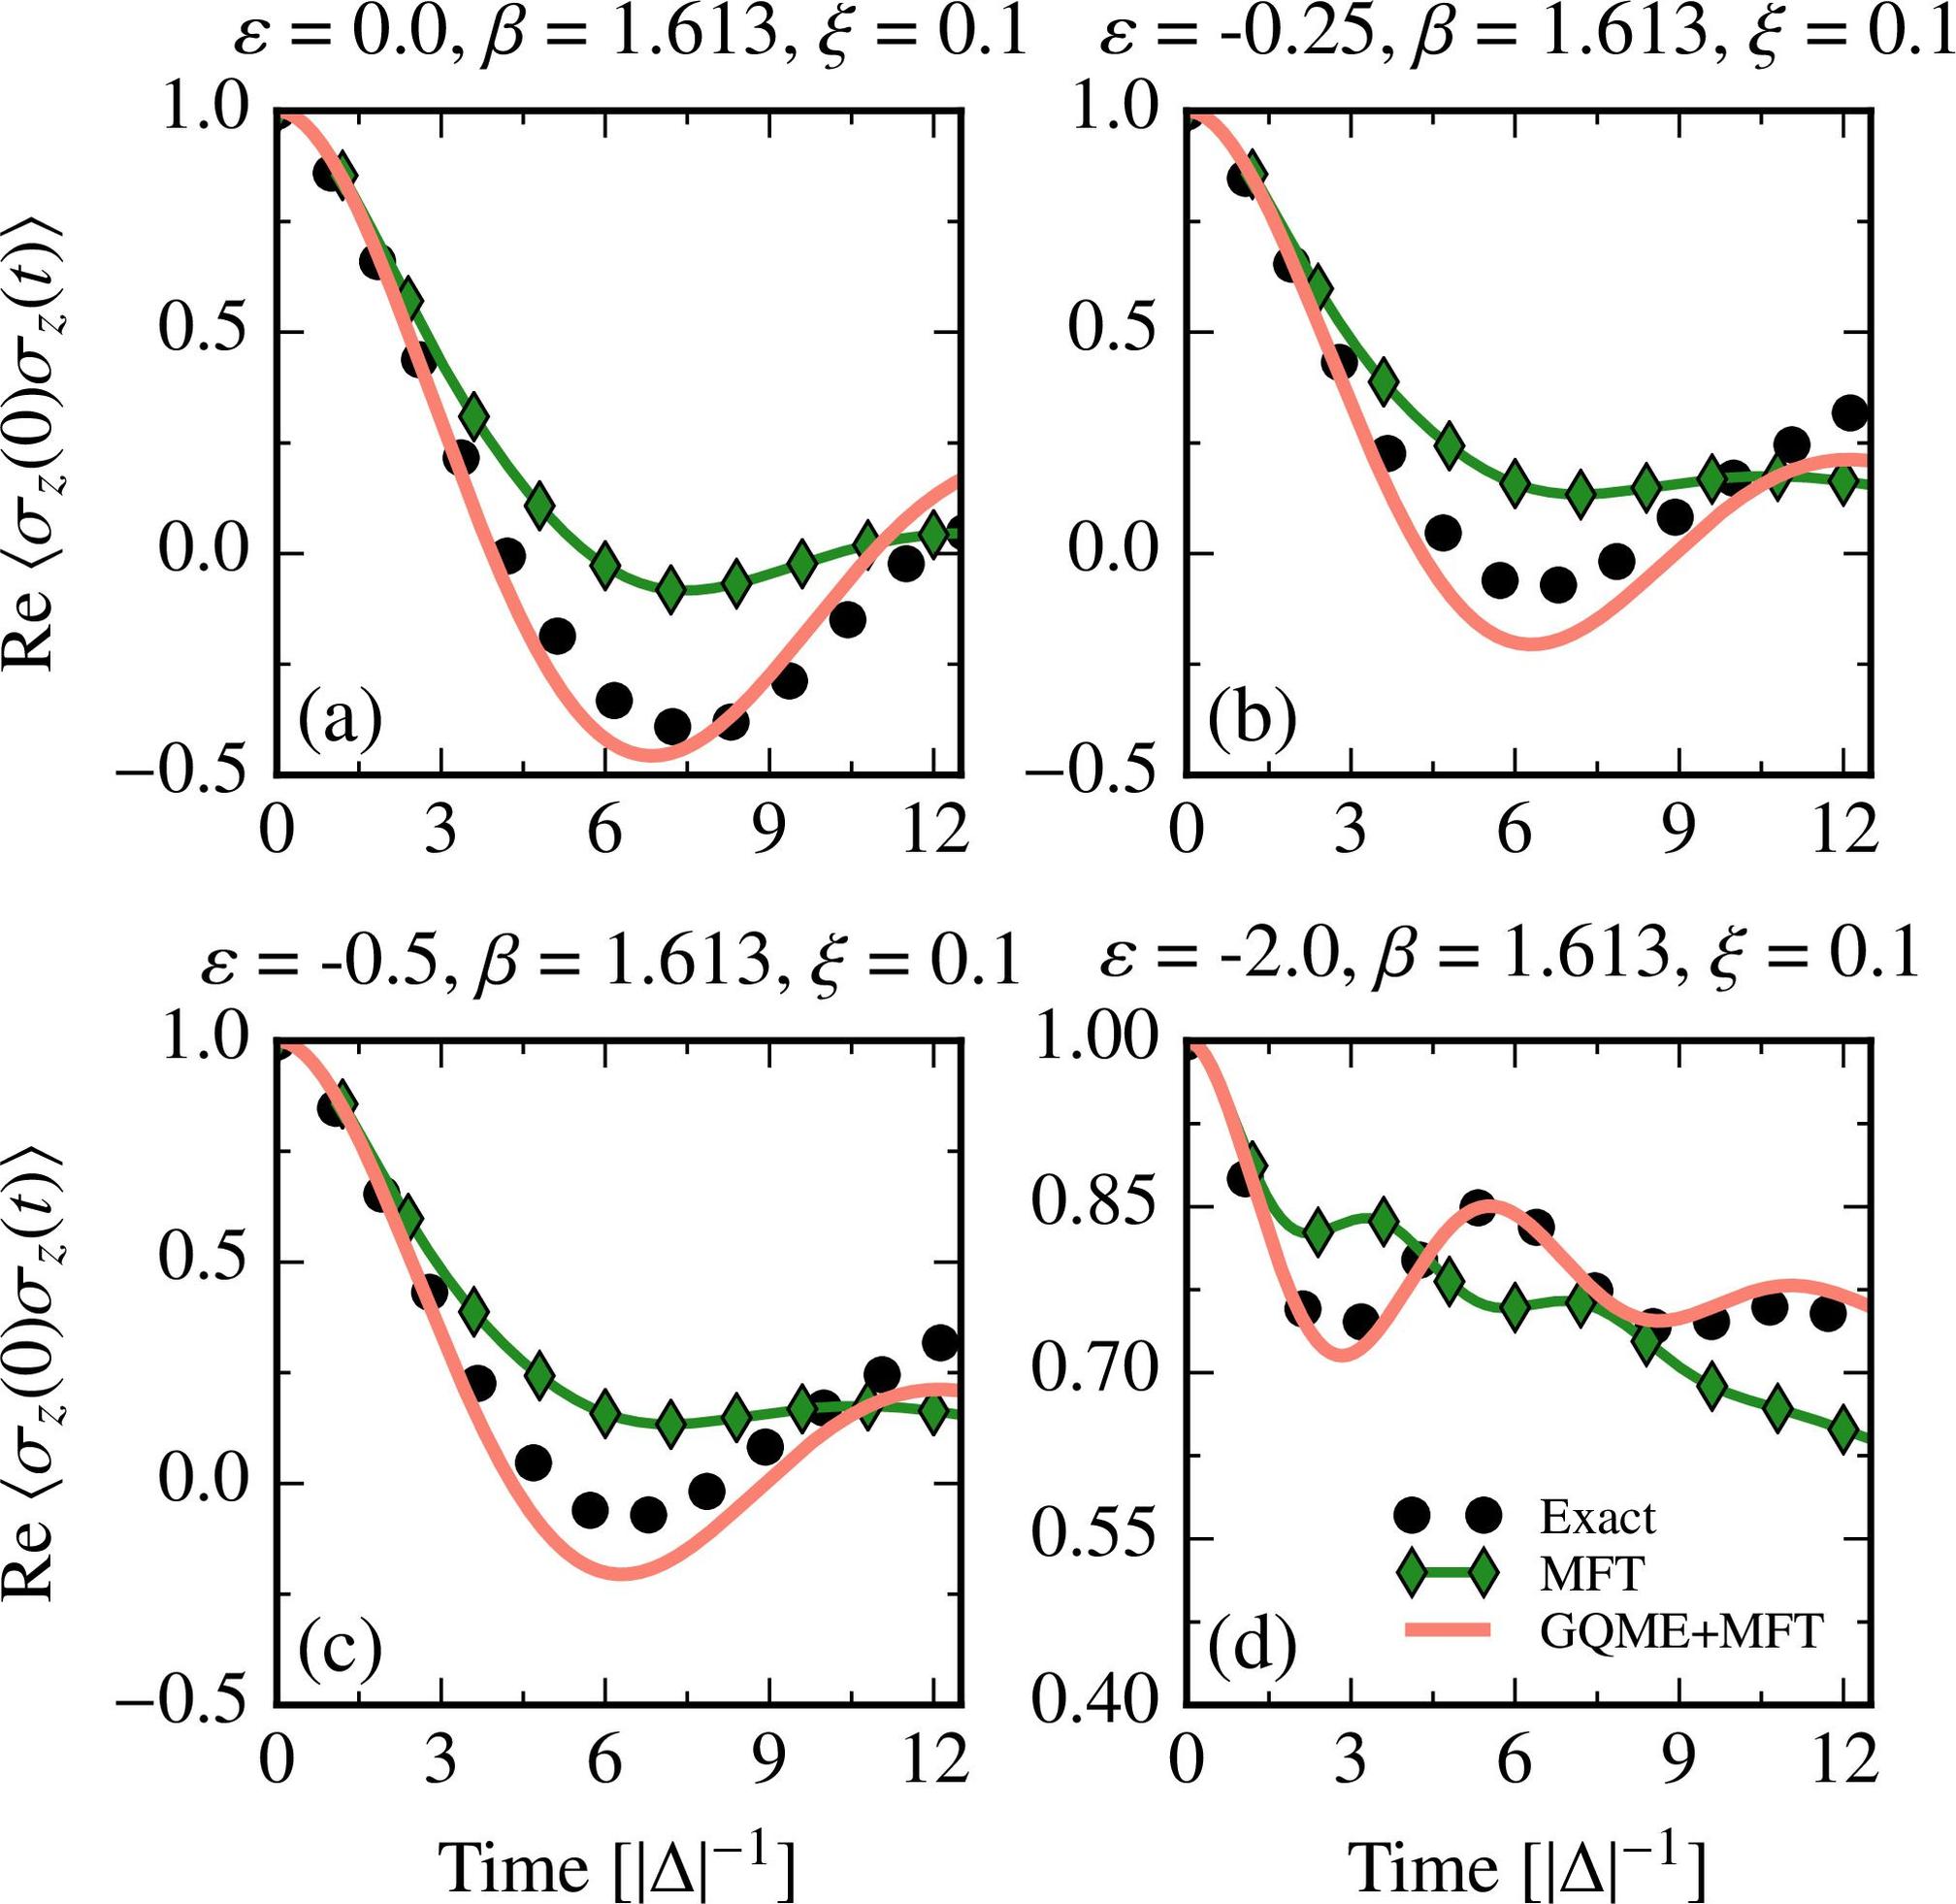 ε = 0.0, β = 1.613, ξ = 0.1
ε = -0.25, β = 1.613, ξ = 0.1
1.0
0.5
0.0
−0.5
Re ⟨σz(0)σz(t)⟩
(a)
0 3 6 9 12
1.0
0.5
0.0
−0.5
(b)
0 3 6 9 12
ε = -0.5, β = 1.613, ξ = 0.1
ε = -2.0, β = 1.613, ξ = 0.1
1.0
0.5
0.0
−0.5
Re ⟨σz(0)σz(t)⟩
(c)
0 3 6 9 12
Time [|Δ|⁻¹]
1.00
0.85
0.70
0.55
0.40
Exact
MFT
GQME+MFT
(d)
0 3 6 9 12
Time [|Δ|⁻¹]